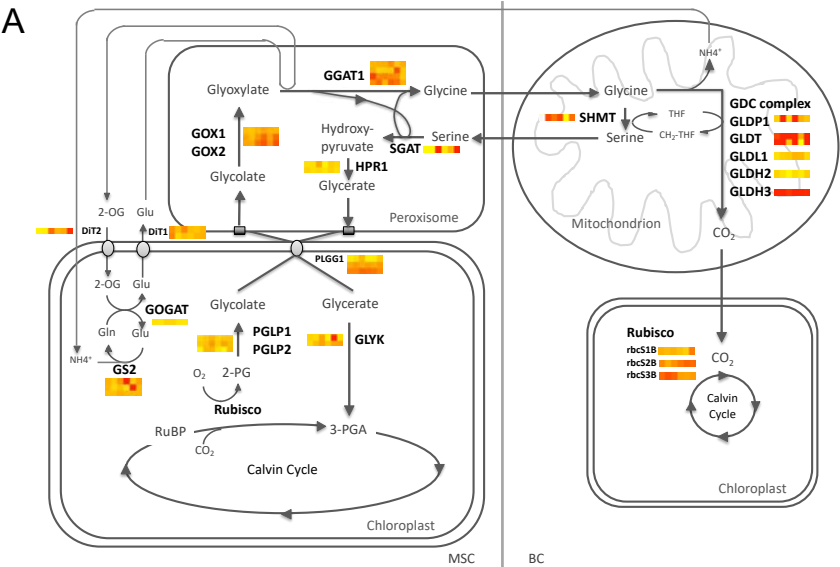 A
NH4⁺
Glyoxylate
GGAT1
Glycine
Glycine
GDC complex
GLDP1
GLDT
GLDL1
GLDH2
GLDH3
SHMT
THF
CH₂-THF
Serine
Hydroxy-
pyruvate
Serine
SGAT
GOX1
GOX2
HPR1
Glycolate
Glycerate
Peroxisome
Mitochondrion
CO₂
2-OG
Glu
DiT2
DiT1
PLGG1
2-OG
Glu
GOGAT
Gln
Glu
NH4⁺
GS2
Glycolate
Glycerate
PGLP1
PGLP2
GLYK
O₂
2-PG
Rubisco
RuBP
CO₂
3-PGA
Calvin Cycle
Chloroplast
Rubisco
rbcS1B
rbcS2B
rbcS3B
CO₂
Calvin
Cycle
Chloroplast
MSC
BC